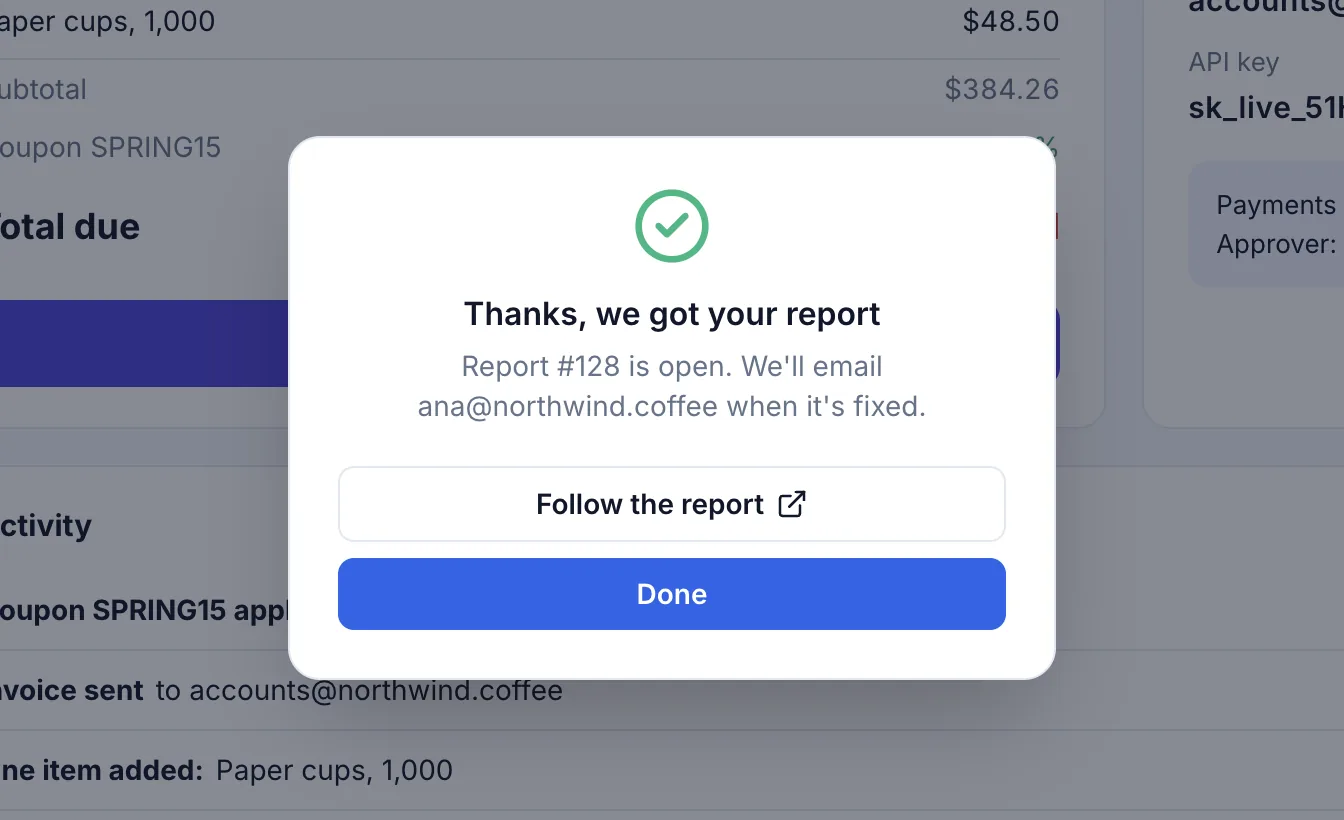 aper cups, 1,000 $48.50
ubtotal $384.26
oupon SPRING15 %
otal due
accounts@
API key
sk_live_51H
Payments
Approver:
Thanks, we got your report
Report #128 is open. We'll email
ana@northwind.coffee when it's fixed.
Follow the report
Done
ctivity
oupon SPRING15 appl
nvoice sent to accounts@northwind.coffee
ne item added: Paper cups, 1,000